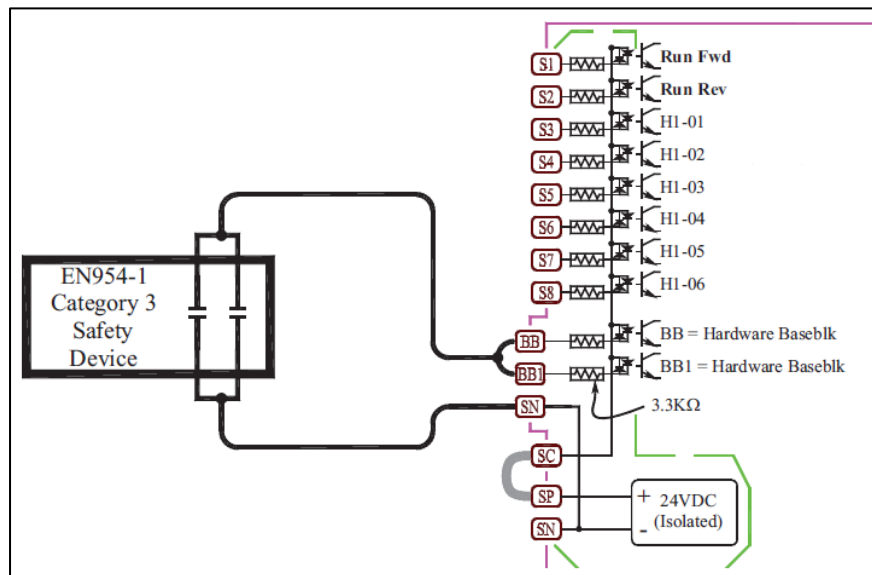 S1 Run Fwd
S2 Run Rev
S3 H1-01
S4 H1-02
S5 H1-03
S6 H1-04
S7 H1-05
S8 H1-06
EN954-1
Category 3
Safety
Device
BB BB = Hardware Baseblk
BB1 BB1 = Hardware Baseblk
SN 3.3KΩ
SC
SP + 24VDC
(Isolated)
SN -